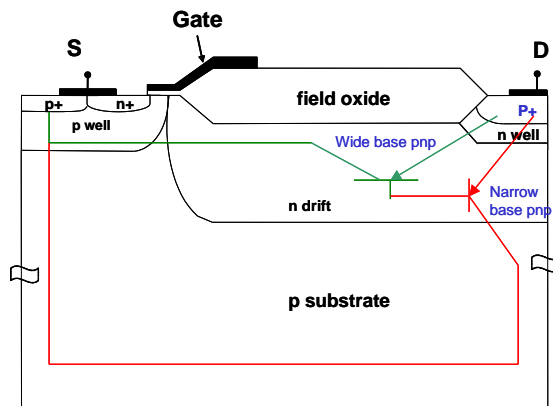 Gate
S
D
p+
n+
field oxide
P+
p well
n well
Wide base pnp
Narrow
base pnp
n drift
p substrate